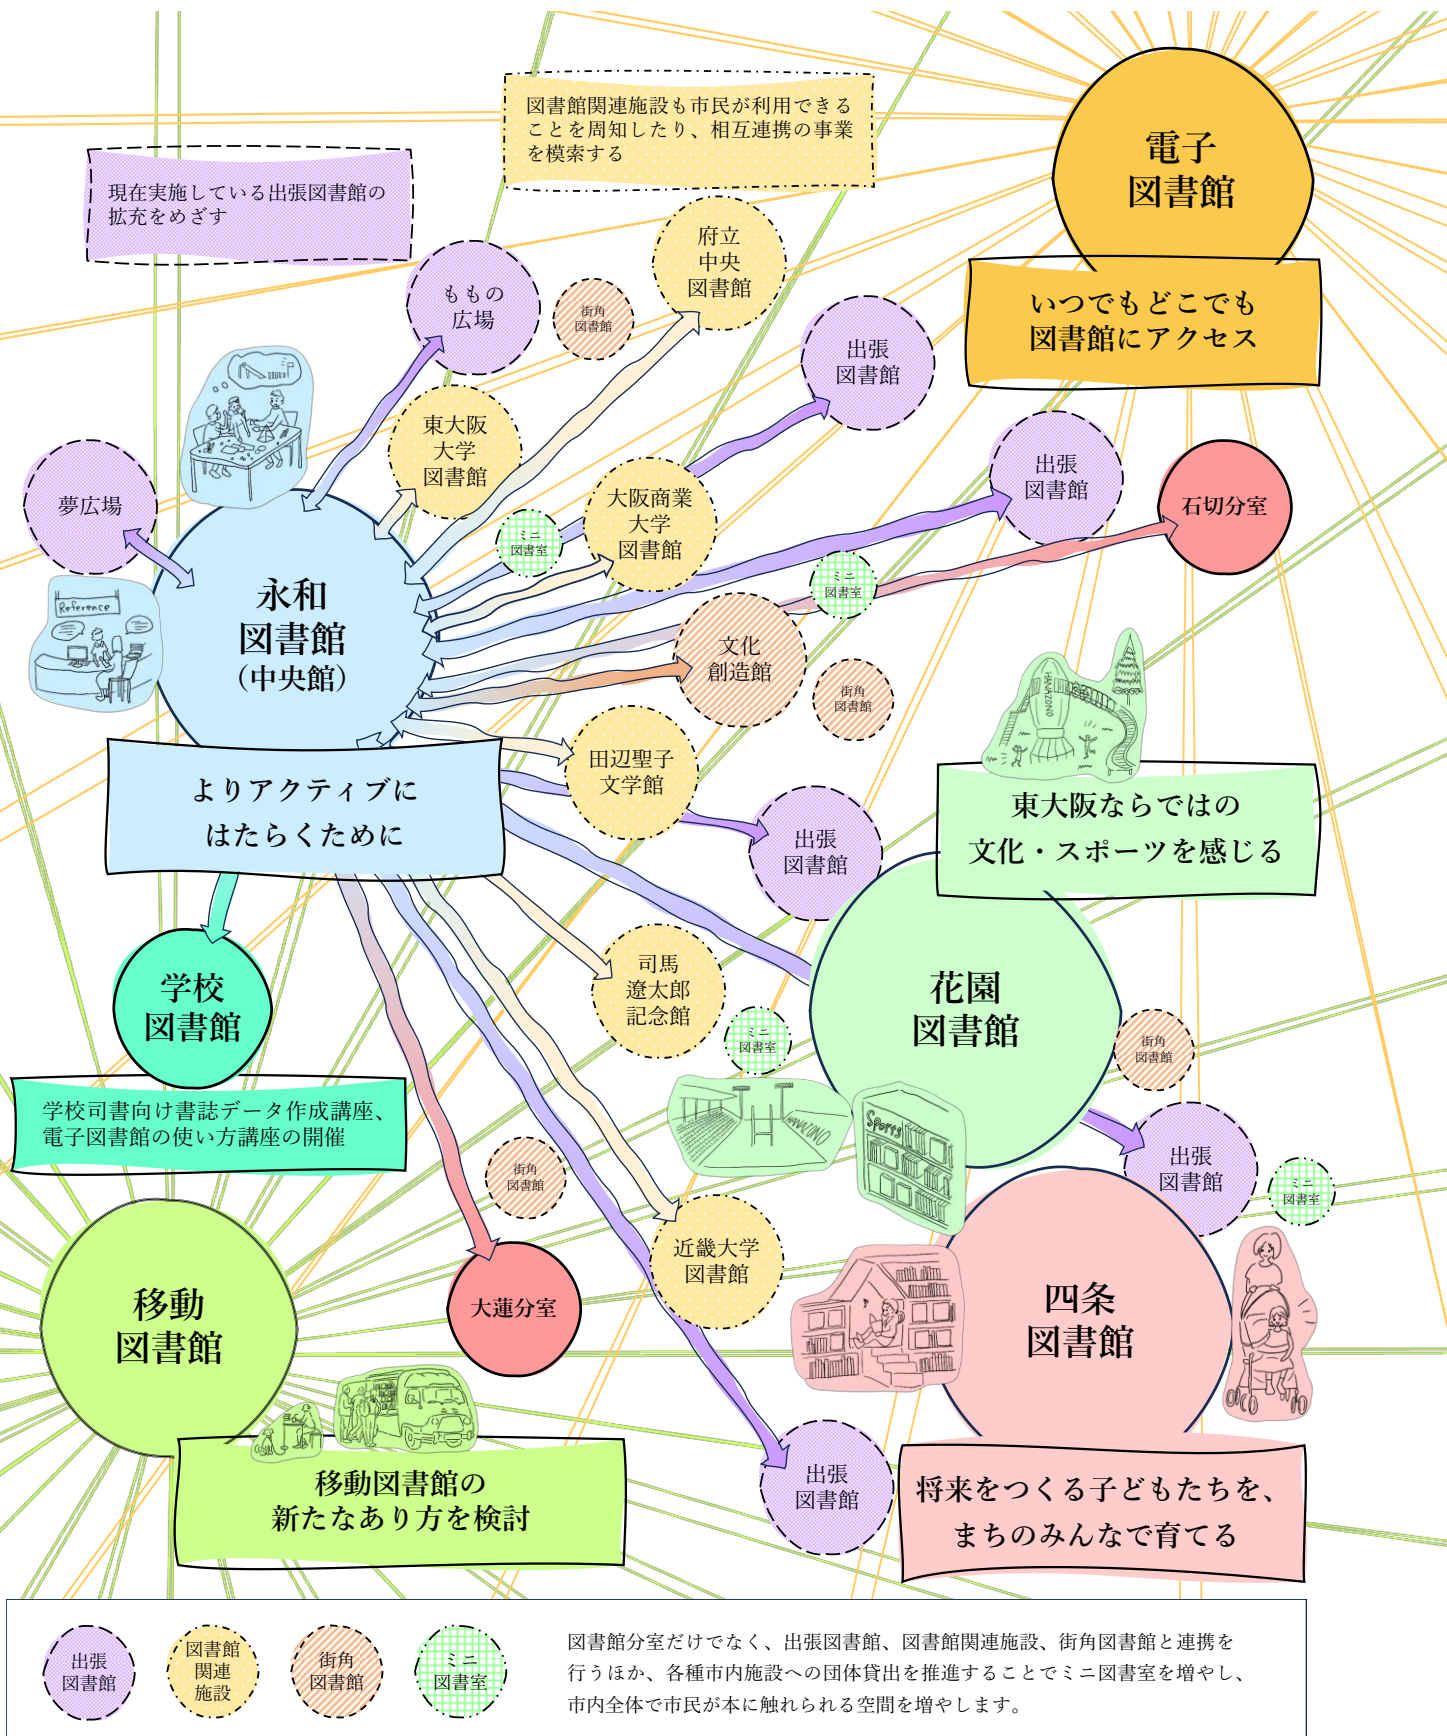 図書館関連施設も市民が利用できる
ことを周知したり、相互連携の事業
を模索する
電子
図書館
いつでもどこでも
図書館にアクセス
現在実施している出張図書館の
拡充をめざす
府立
中央
図書館
ももの
広場
街角
図書館
出張
図書館
東大阪
大学
図書館
夢広場
大阪商業
大学
図書館
出張
図書館
石切分室
ミニ
図書室
ミニ
図書室
永和
図書館
（中央館）
Reference
文化
創造館
街角
図書館
HANAZONO
田辺聖子
文学館
よりアクティブに
はたらくために
東大阪ならではの
文化・スポーツを感じる
出張
図書館
学校
図書館
司馬
遼太郎
記念館
花園
図書館
ミニ
図書室
街角
図書館
学校司書向け書誌データ作成講座、
電子図書館の使い方講座の開催
HANAZONO
Sports
街角
図書館
出張
図書館
ミニ
図書室
近畿大学
図書館
移動
図書館
大蓮分室
四条
図書館
移動図書館の
新たなあり方を検討
出張
図書館
将来をつくる子どもたちを、
まちのみんなで育てる
出張
図書館
図書館
関連
施設
街角
図書館
ミニ
図書室
図書館分室だけでなく、出張図書館、図書館関連施設、街角図書館と連携を
行うほか、各種市内施設への団体貸出を推進することでミニ図書室を増やし、
市内全体で市民が本に触れられる空間を増やします。